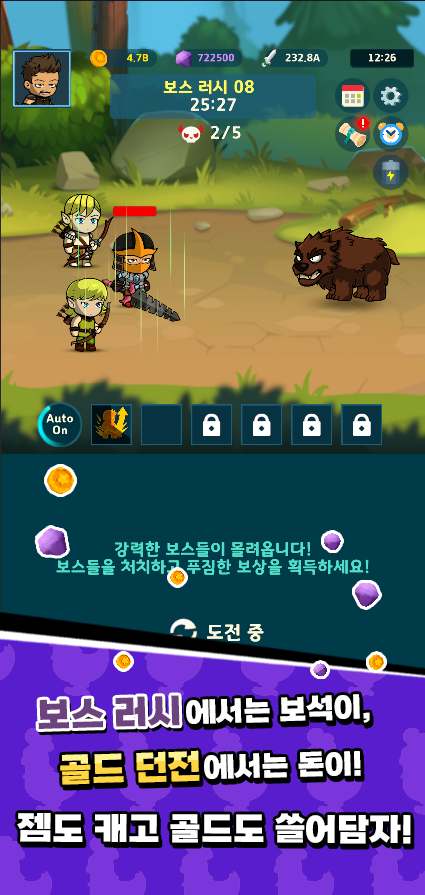 4.7B
722500
232.8A
12:26
보스 러시 08
25:27
2/5
Auto
On
강력한 보스들이 몰려옵니다!
보스들을 처치하고 푸짐한 보상을 획득하세요!
도전 중
보스 러시에서는 보석이,
골드 던전에서는 돈이!
젬도 캐고 골드도 쓸어담자!